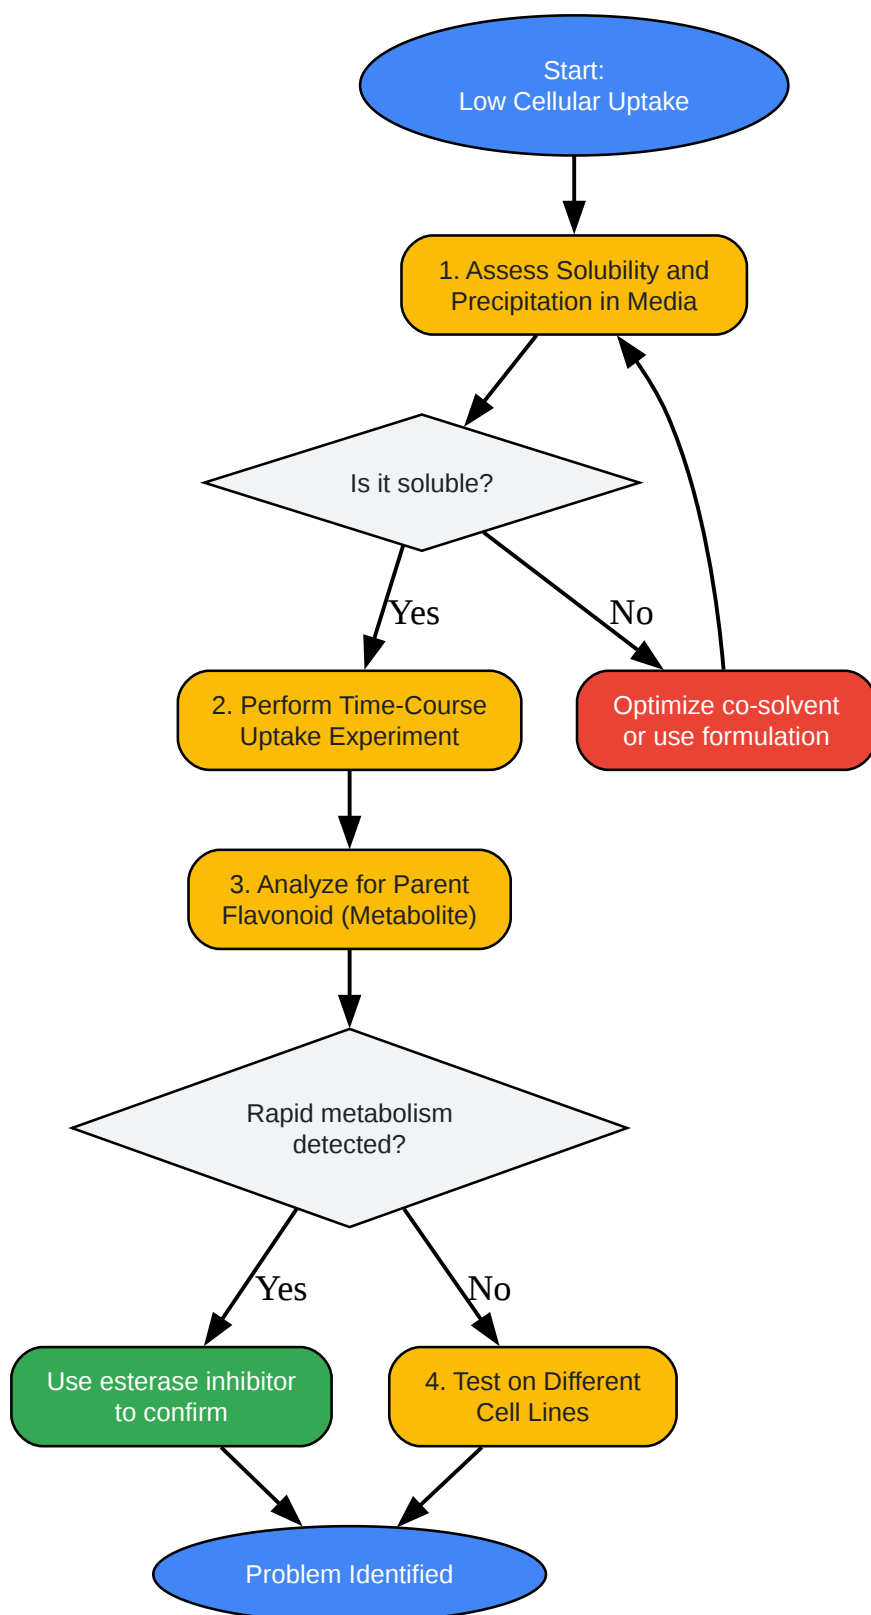 Start:
Low Cellular Uptake
1. Assess Solubility and
Precipitation in Media
Is it soluble?
Yes
No
2. Perform Time-Course
Uptake Experiment
Optimize co-solvent
or use formulation
3. Analyze for Parent
Flavonoid (Metabolite)
Rapid metabolism
detected?
Yes
No
Use esterase inhibitor
to confirm
4. Test on Different
Cell Lines
Problem Identified